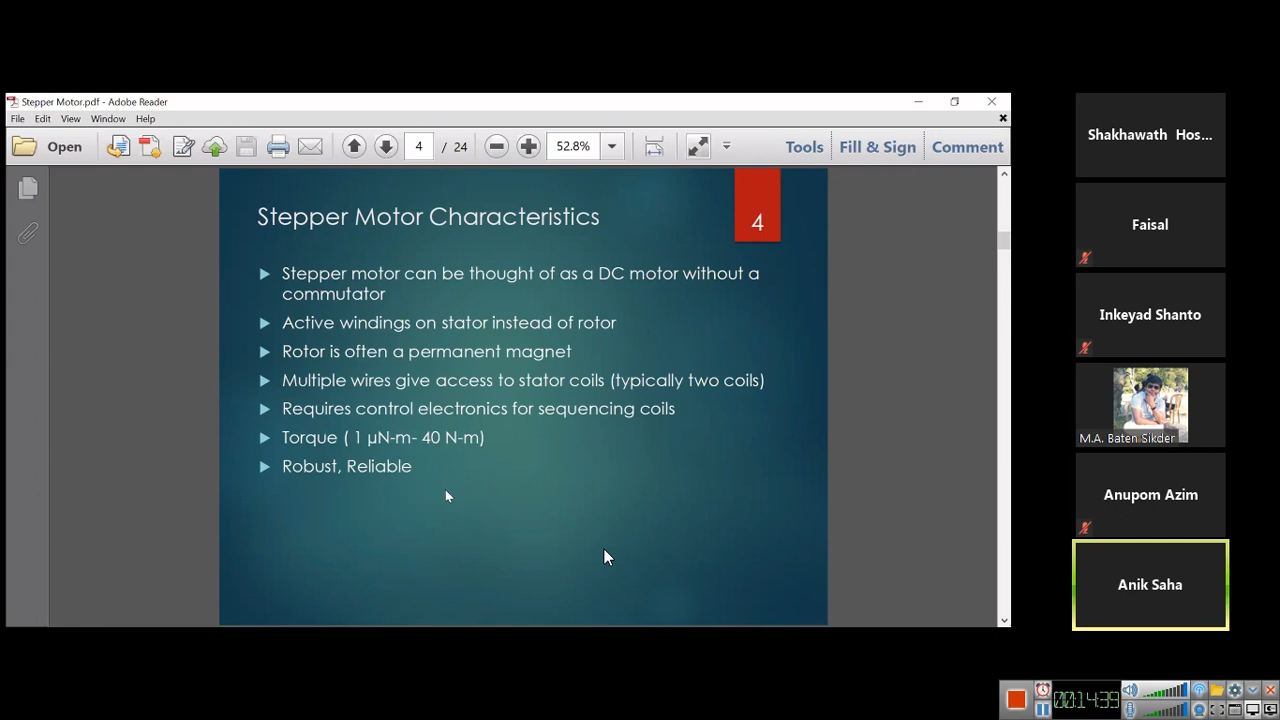 Stepper Motor.pdf - Adobe Reader
File Edit View Window Help
Open
4 / 24
52.8%
Tools
Fill & Sign
Comment
Stepper Motor Characteristics
4
Stepper motor can be thought of as a DC motor without a
commutator
Active windings on stator instead of rotor
Rotor is often a permanent magnet
Multiple wires give access to stator coils (typically two coils)
Requires control electronics for sequencing coils
Torque ( 1 µN-m- 40 N-m)
Robust, Reliable
Shakhawath Hos...
Faisal
Inkeyad Shanto
M.A. Baten Sikder
Anupom Azim
Anik Saha
00:14:39